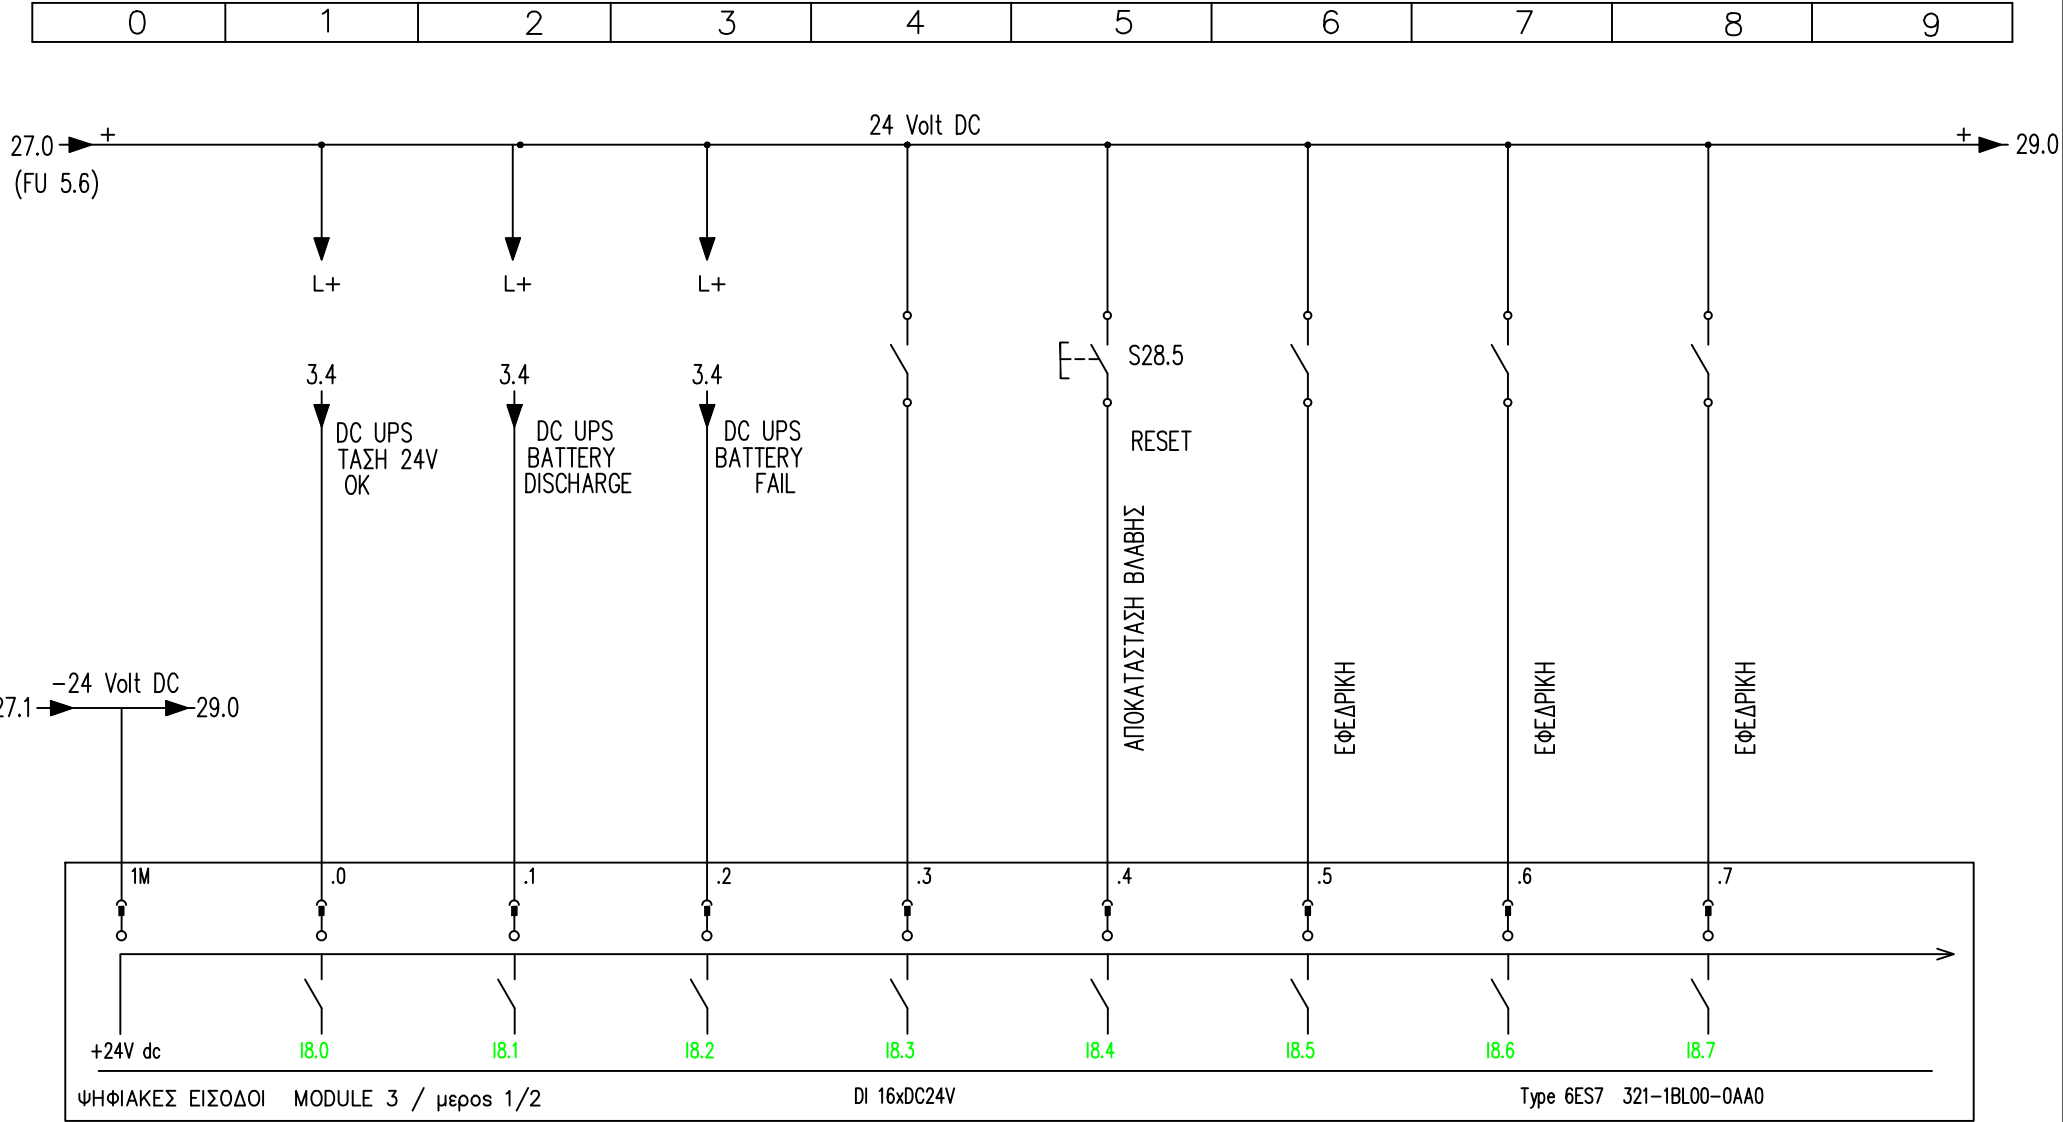 0 1 2 3 4 5 6 7 8 9
24 Volt DC
27.0 + + 29.0
(FU 5.6)
L+ L+ L+
3.4 3.4 3.4
S28.5
DC UPS
ΤΑΣΗ 24V
OK
DC UPS
BATTERY
DISCHARGE
DC UPS
BATTERY
FAIL
RESET
ΑΠΟΚΑΤΑΣΤΑΣΗ ΒΛΑΒΗΣ
ΕΦΕΔΡΙΚΗ
ΕΦΕΔΡΙΚΗ
ΕΦΕΔΡΙΚΗ
-24 Volt DC
27.1 29.0
1M .0 .1 .2 .3 .4 .5 .6 .7
+24V dc I8.0 I8.1 I8.2 I8.3 I8.4 I8.5 I8.6 I8.7
ΨΗΦΙΑΚΕΣ ΕΙΣΟΔΟΙ MODULE 3 / μεροs 1/2 DI 16xDC24V Type 6ES7 321-1BL00-0AA0